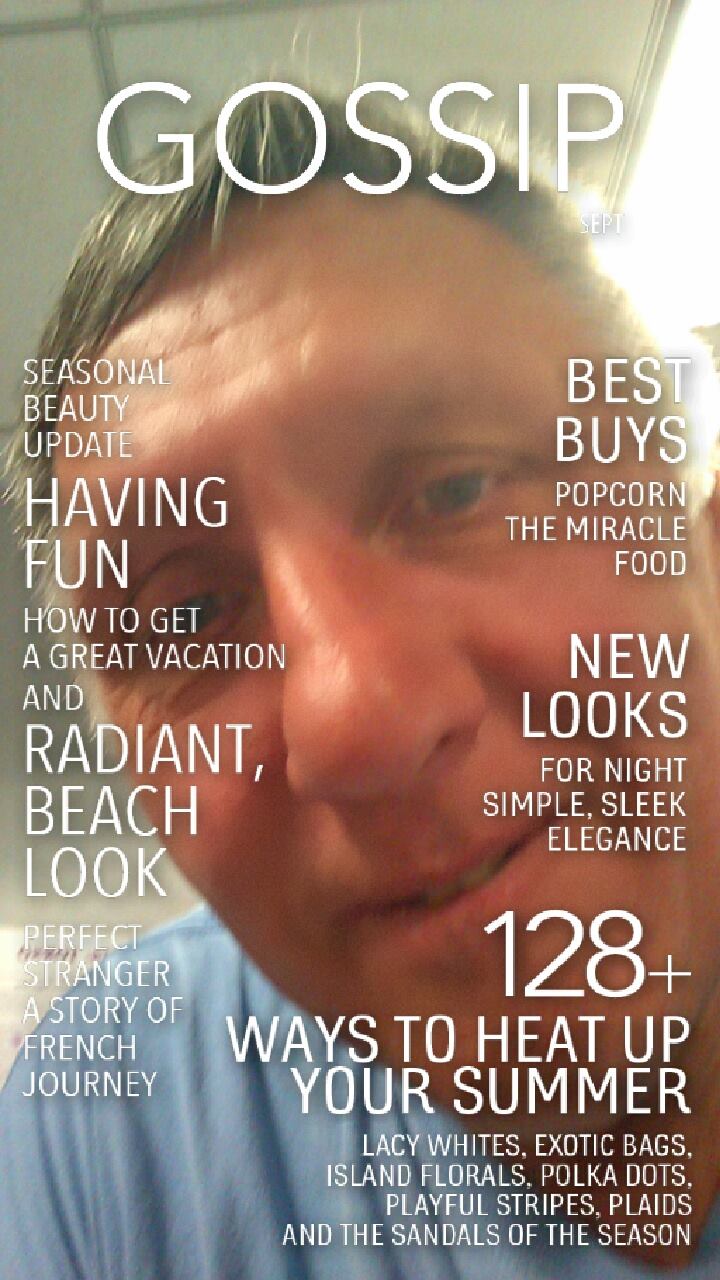 GOSSIP
SEPT
SEASONAL
BEAUTY
UPDATE
HAVING
FUN
HOW TO GET
A GREAT VACATION
AND
RADIANT,
BEACH
LOOK
PERFECT
STRANGER
A STORY OF
FRENCH
JOURNEY
BEST
BUYS
POPCORN
THE MIRACLE
FOOD
NEW
LOOKS
FOR NIGHT
SIMPLE, SLEEK
ELEGANCE
128+
WAYS TO HEAT UP
YOUR SUMMER
LACY WHITES, EXOTIC BAGS,
ISLAND FLORALS, POLKA DOTS,
PLAYFUL STRIPES, PLAIDS
AND THE SANDALS OF THE SEASON